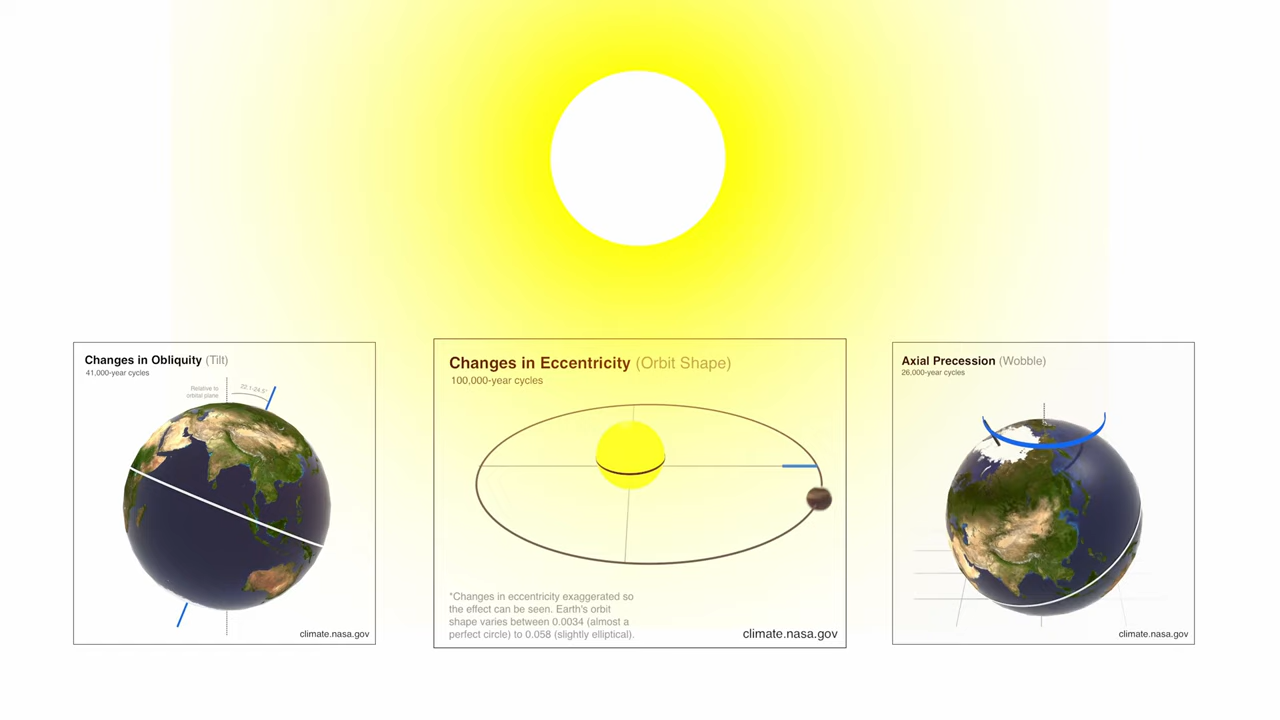 Changes in Obliquity (Tilt)
41,000-year cycles
Relative to
orbital plane
22.1-24.5°
climate.nasa.gov
Changes in Eccentricity (Orbit Shape)
100,000-year cycles
*Changes in eccentricity exaggerated so
the effect can be seen. Earth's orbit
shape varies between 0.0034 (almost a
perfect circle) to 0.058 (slightly elliptical).
climate.nasa.gov
Axial Precession (Wobble)
26,000-year cycles
climate.nasa.gov